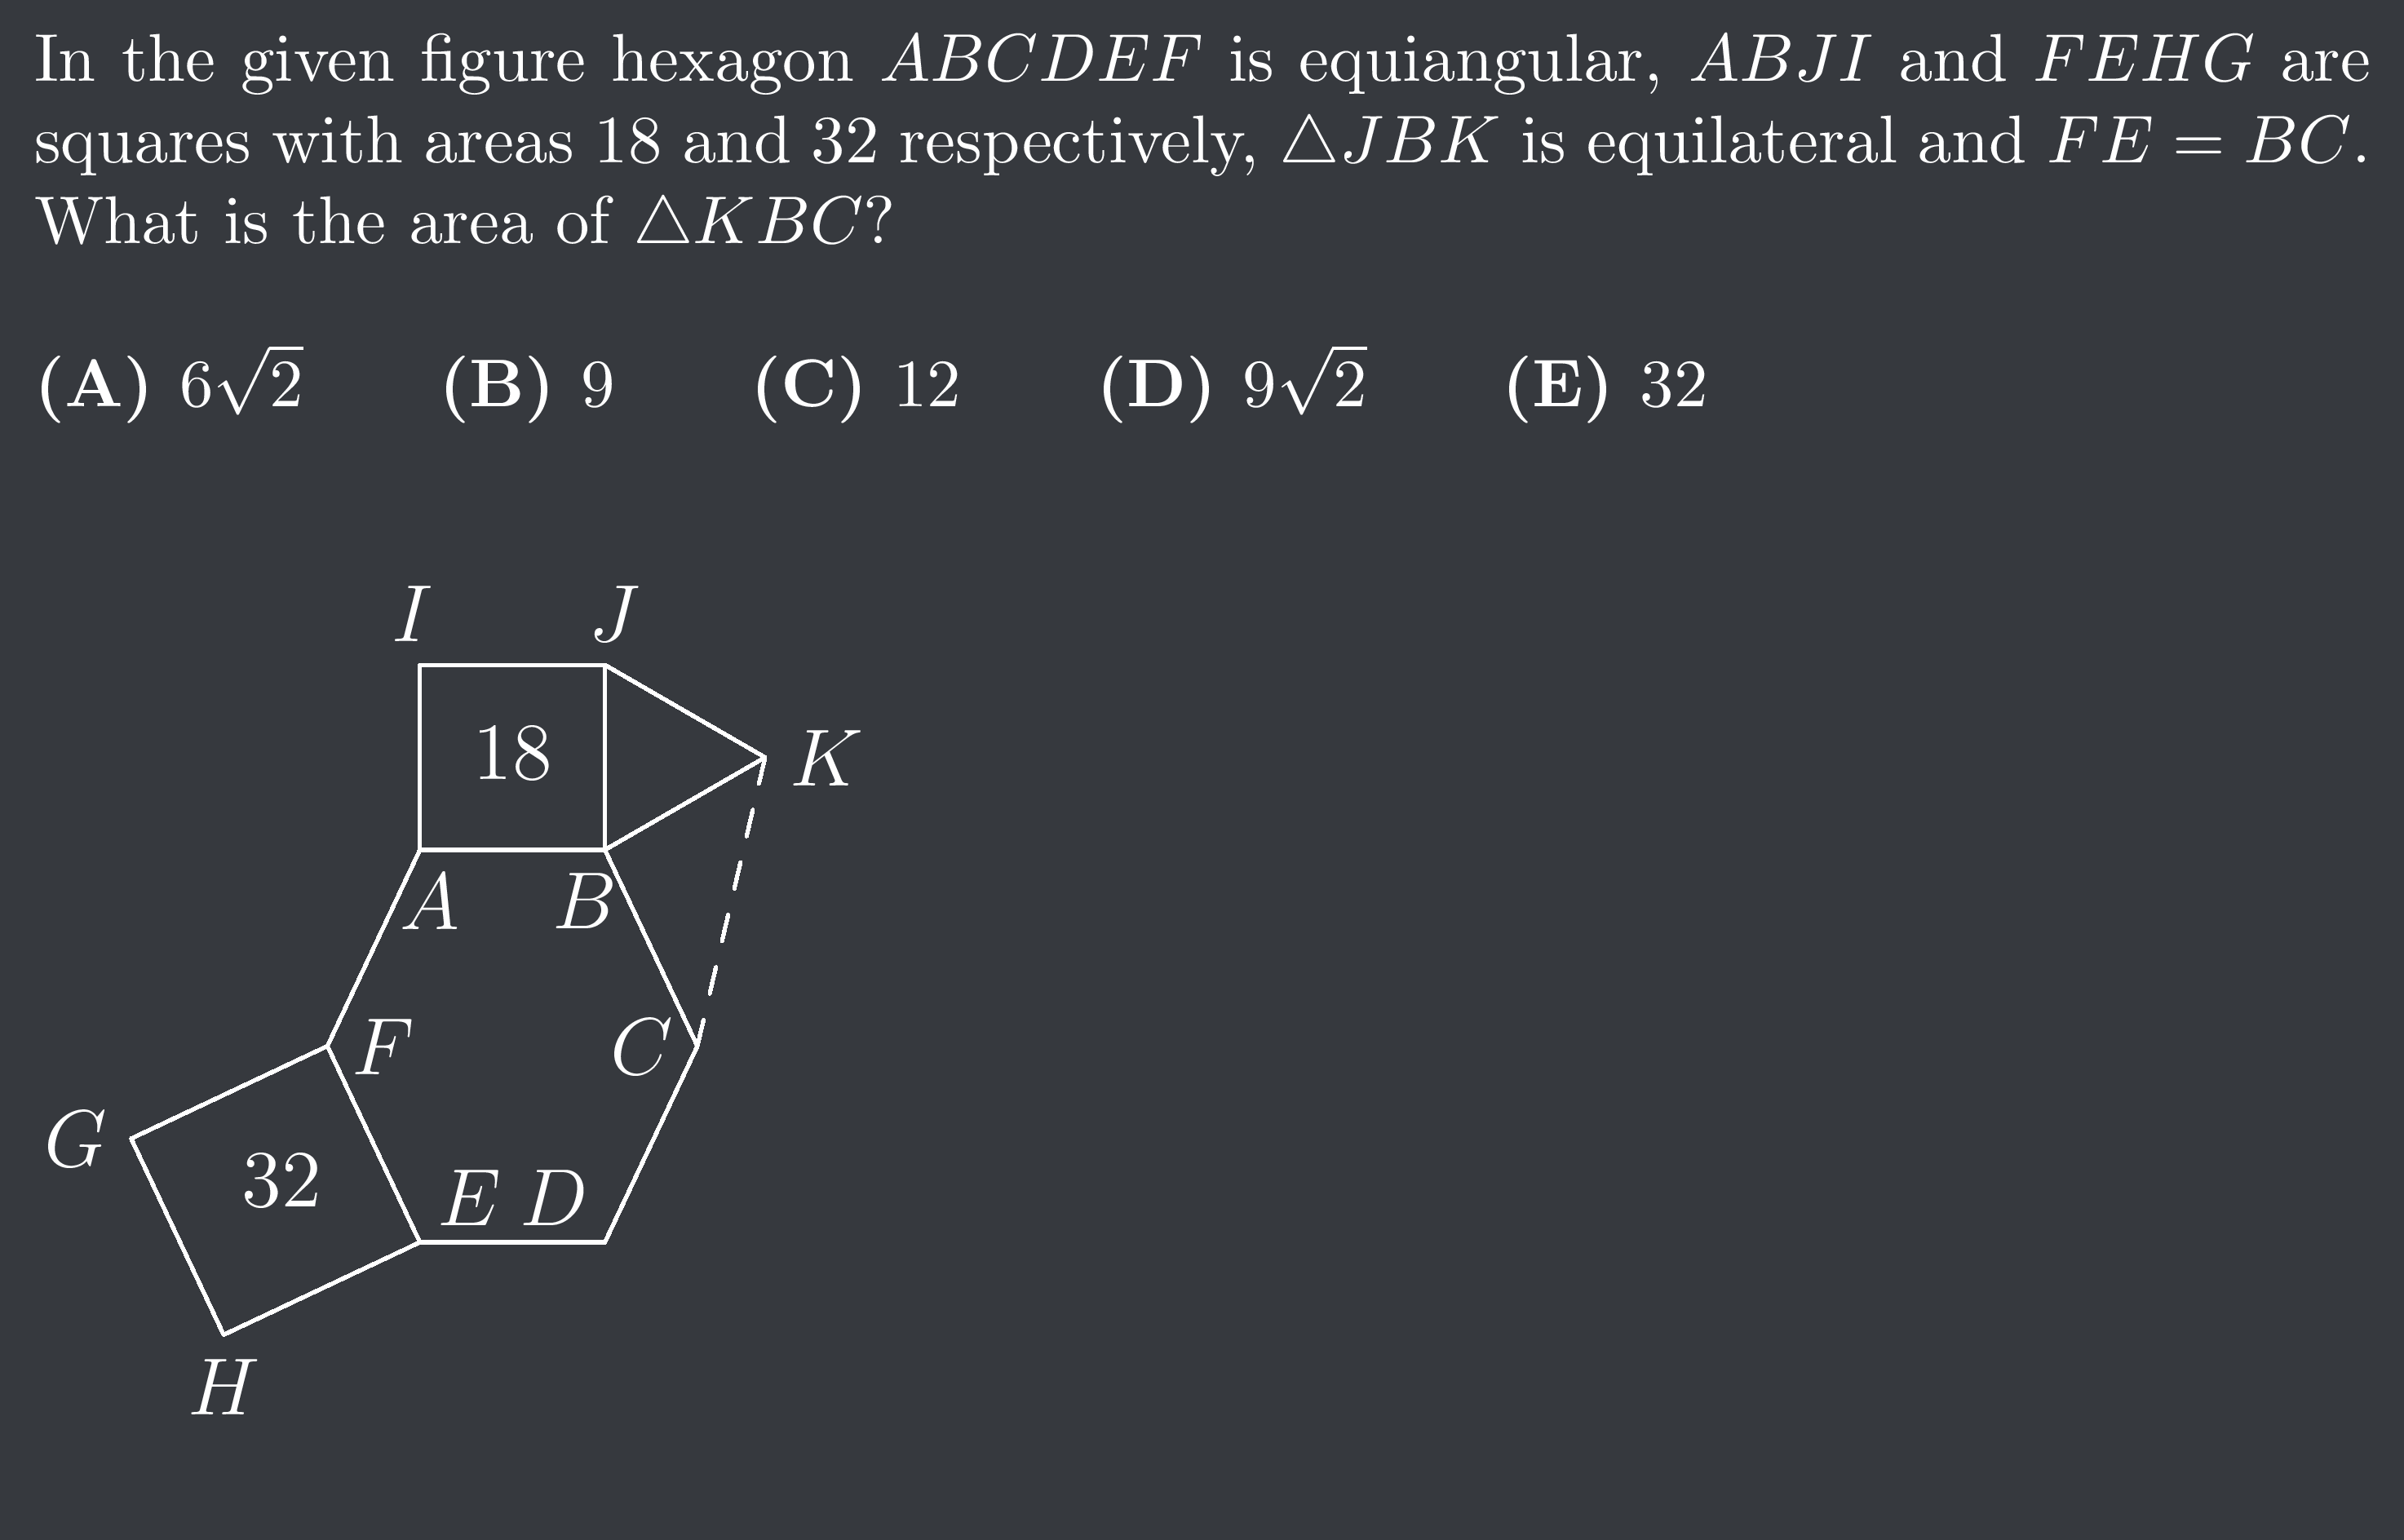 In the given figure hexagon ABCDEF is equiangular, ABJI and FEHG are
squares with areas 18 and 32 respectively, △JBK is equilateral and FE = BC.
What is the area of △KBC?
(A) 6√2 (B) 9 (C) 12 (D) 9√2 (E) 32
I J
18
K
A B
F C
G
32
E D
H